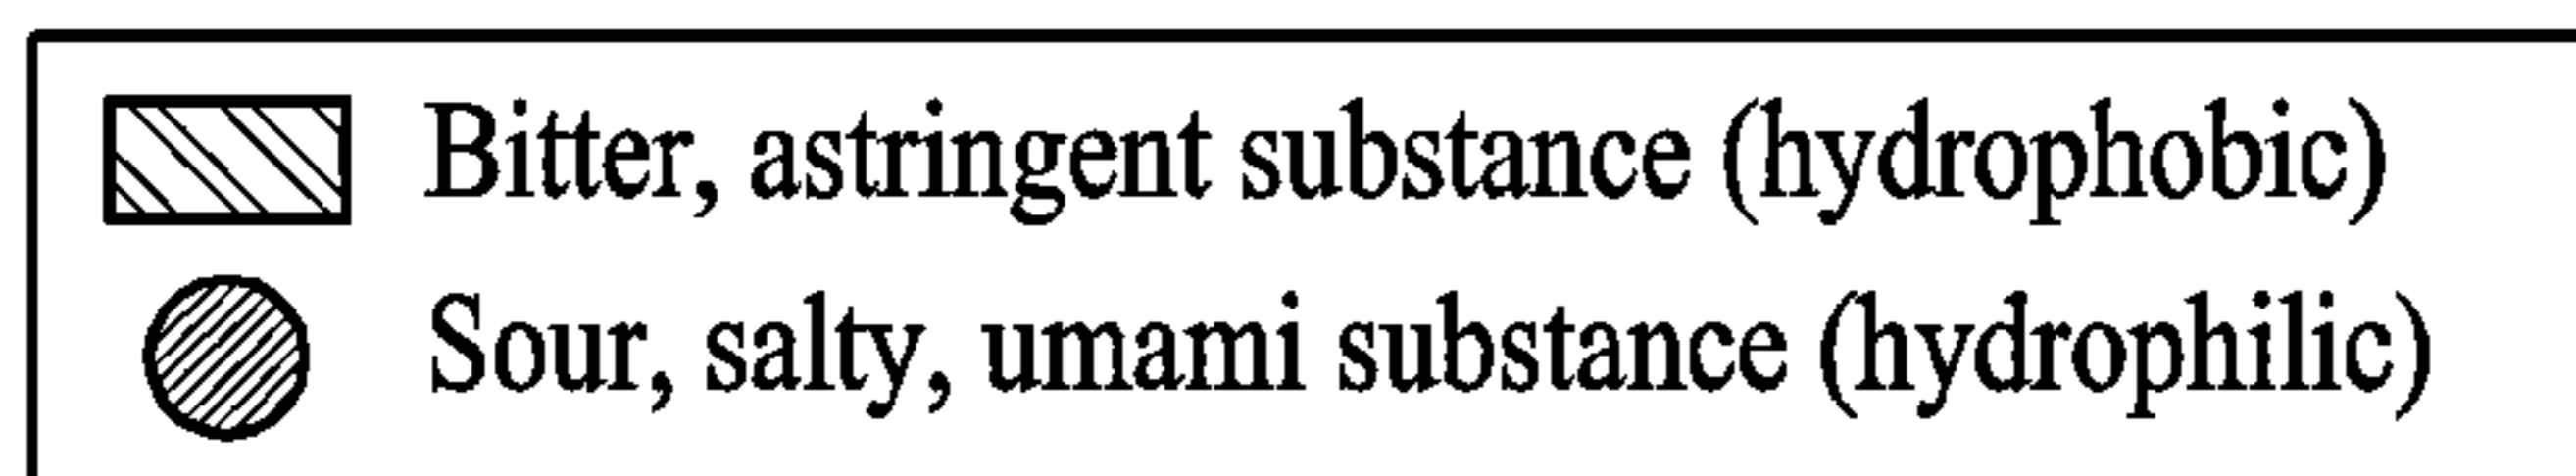 Bitter, astringent substance (hydrophobic)
Sour, salty, umami substance (hydrophilic)